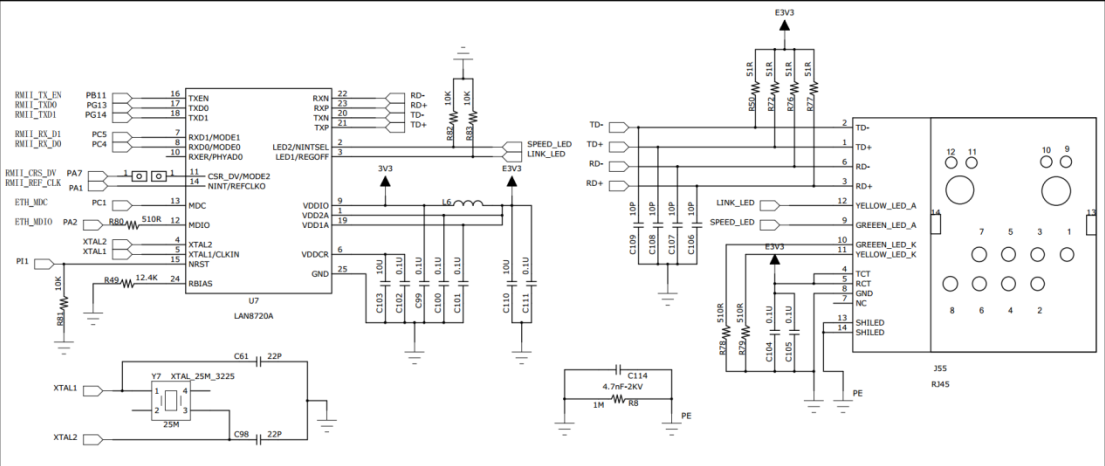 E3V3
RMII_TX_EN PB11 16 TXEN RXN 22 RD-
RMII_TXD0 PG13 17 TXD0 RXP 23 RD+
RMII_TXD1 PG14 18 TXD1 TXN 20 TD-
TXP 21 TD+
RMII_RX_D1 PC5 7 RXD1/MODE1
RMII_RX_D0 PC4 8 RXD0/MODE0 LED2/NINTSEL 2 SPEED_LED
10 RXER/PHYAD0 LED1/REGOFF 3 LINK_LED
R82 10K
R83 10K
RMII_CRS_DV PA7 1 1 11 CSR_DV/MODE2
RMII_REF_CLK PA1 14 NINT/REFCLKO
3V3 E3V3
ETH_MDC PC1 13 MDC VDDIO 9 L6
VDD2A 1
ETH_MDIO PA2 R80 510R 12 MDIO VDD1A 19
XTAL2 4 XTAL2
XTAL1 5 XTAL1/CLKIN VDDCR 6
PI1 15 NRST
GND 25
R49 12.4K 24 RBIAS
R81 10K
U7
LAN8720A
C103 10U
C102 0.1U
C99 0.1U
C100 0.1U
C101 0.1U
C110 10U
C111 0.1U
C61 22P
Y7 XTAL_25M_3225
XTAL1 1 4
2 3
25M
XTAL2 C98 22P
R50 51R
R72 51R
R76 51R
R77 51R
TD- 2 TD-
TD+ 1 TD+
RD- 6 RD-
RD+ 3 RD+
C109 10P
C108 10P
C107 10P
C106 10P
LINK_LED 12 YELLOW_LED_A
SPEED_LED 9 GREEEN_LED_A
10 GREEEN_LED_K
E3V3 11 YELLOW_LED_K
4 TCT
5 RCT
8 GND
7 NC
13 SHILED
14 SHILED
R78 510R
R79 510R
C104 0.1U
C105 0.1U
PE
12 11 10 9
14 13
7 5 3 1
8 6 4 2
J55
RJ45
C114
4.7nF-2KV
1M R8
PE